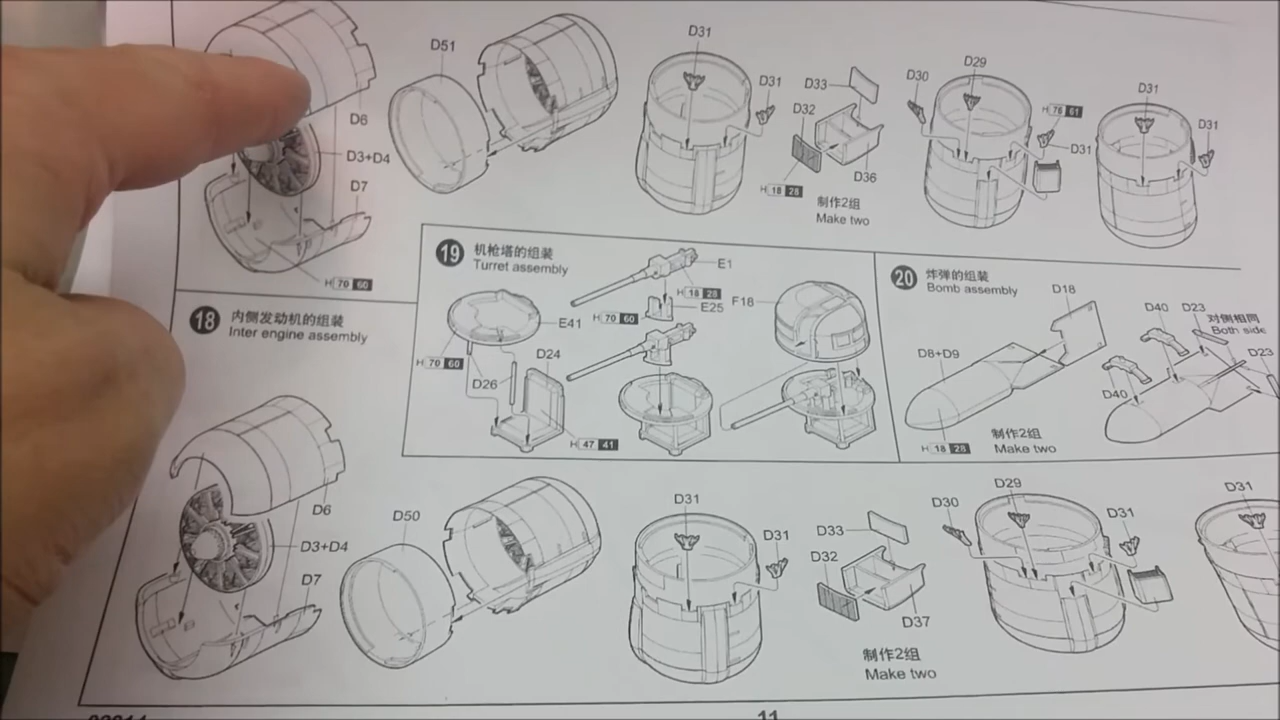 D51
D31
D31
D33
D32
D36
H 18 28
制作2组
Make two
D30
D29
H 76 61
D31
D31
D31
D6
D3+D4
D7
H 70 60
18
内侧发动机的组装
Inter engine assembly
19
机枪塔的组装
Turret assembly
E1
H 18 28
E25
H 70 60
E41
H 70 60
D26
D24
H 47 41
F18
20
炸弹的组装
Bomb assembly
D18
D8+D9
H 18 28
制作2组
Make two
D40
D23
对侧相同
Both side
D23
D40
D6
D3+D4
D7
D50
D31
D31
D33
D32
D37
制作2组
Make two
D30
D29
D31
D31
11